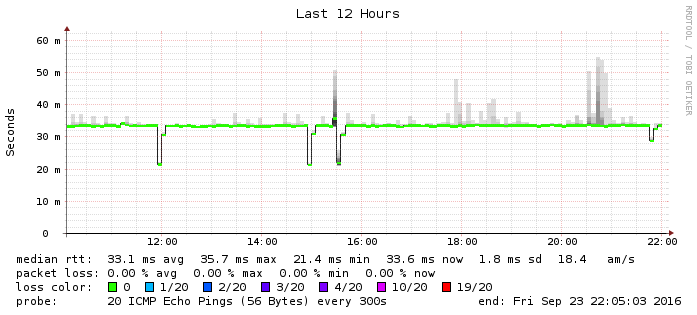 Last 12 Hours
RRDTOOL / TOBI OETIKER
60 m
50 m
40 m
30 m
20 m
10 m
0
Seconds
12:00 14:00 16:00 18:00 20:00 22:00
median rtt: 33.1 ms avg 35.7 ms max 21.4 ms min 33.6 ms now 1.8 ms sd 18.4 am/s
packet loss: 0.00 % avg 0.00 % max 0.00 % min 0.00 % now
loss color: 0 1/20 2/20 3/20 4/20 10/20 19/20
probe: 20 ICMP Echo Pings (56 Bytes) every 300s end: Fri Sep 23 22:05:03 2016